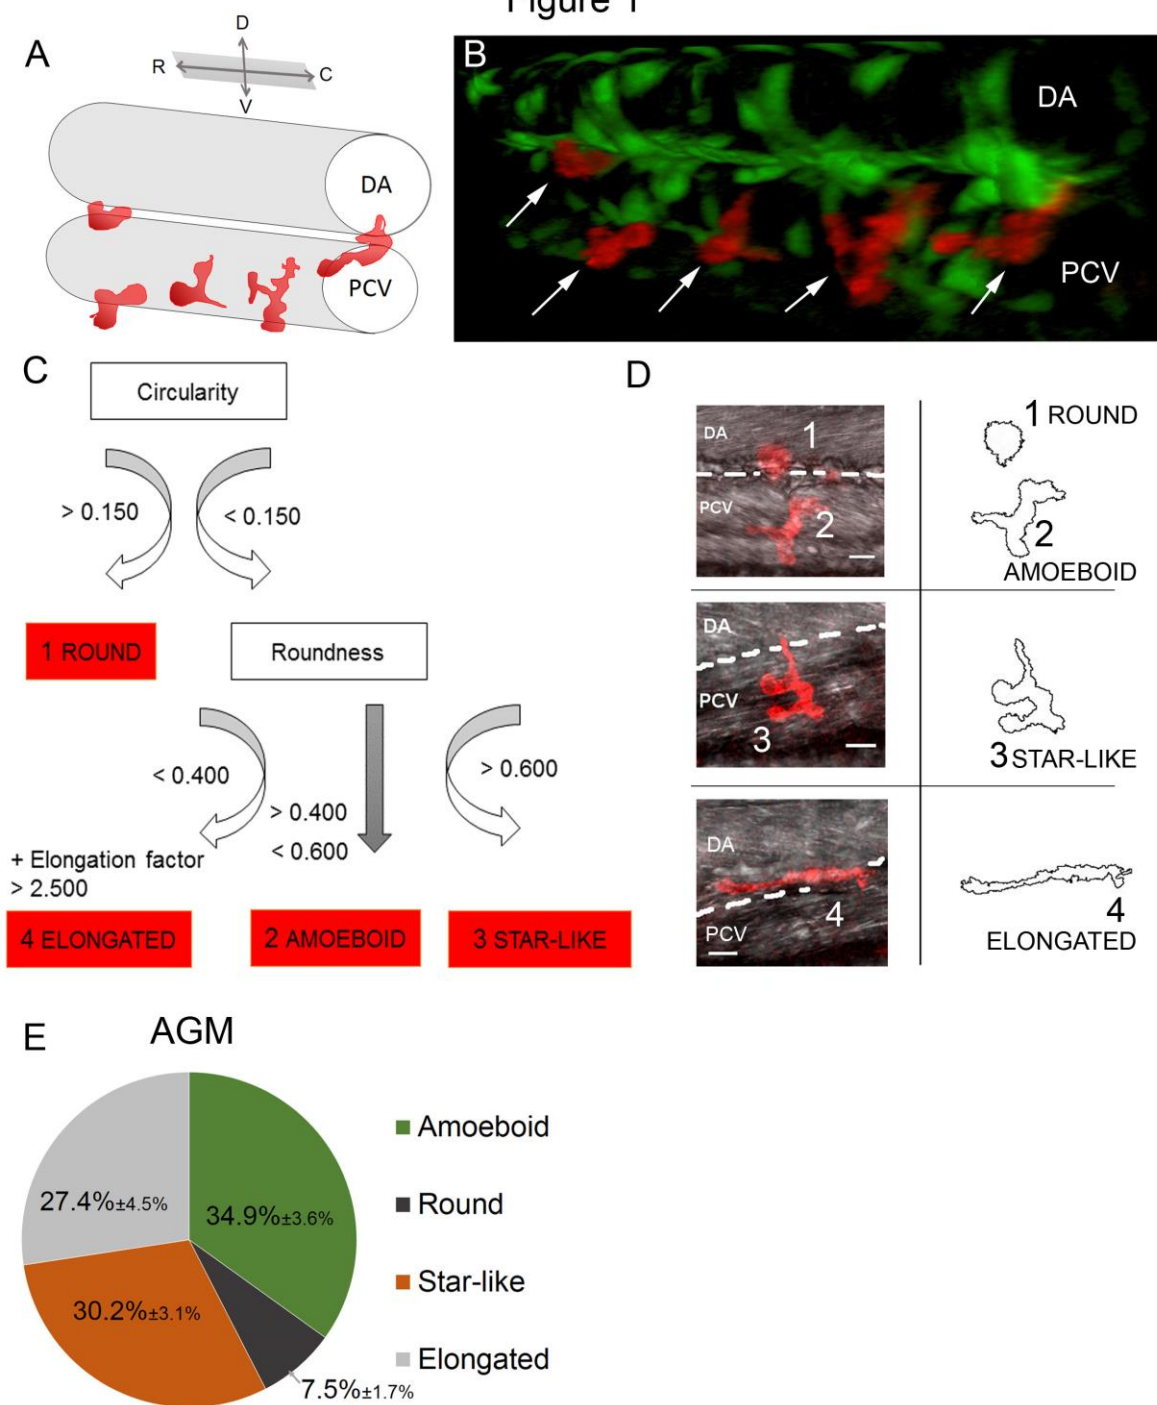 Figure 1
A
D
R
C
V
DA
PCV
B
DA
PCV
C
Circularity
> 0.150
< 0.150
1 ROUND
Roundness
< 0.400
> 0.400
< 0.600
> 0.600
+ Elongation factor
> 2.500
4 ELONGATED
2 AMOEBOID
3 STAR-LIKE
D
DA
1
PCV
2
1 ROUND
2
AMOEBOID
DA
PCV
3
3 STAR-LIKE
DA
4
PCV
4
ELONGATED
E
AGM
27.4%±4.5%
34.9%±3.6%
30.2%±3.1%
7.5%±1.7%
Amoeboid
Round
Star-like
Elongated